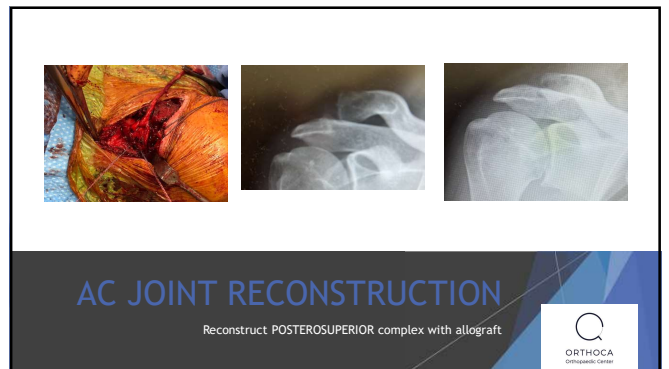 AC JOINT RECONSTRUCTION
Reconstruct POSTEROSUPERIOR complex with allograft
ORTHOCA
Orthopaedic Center